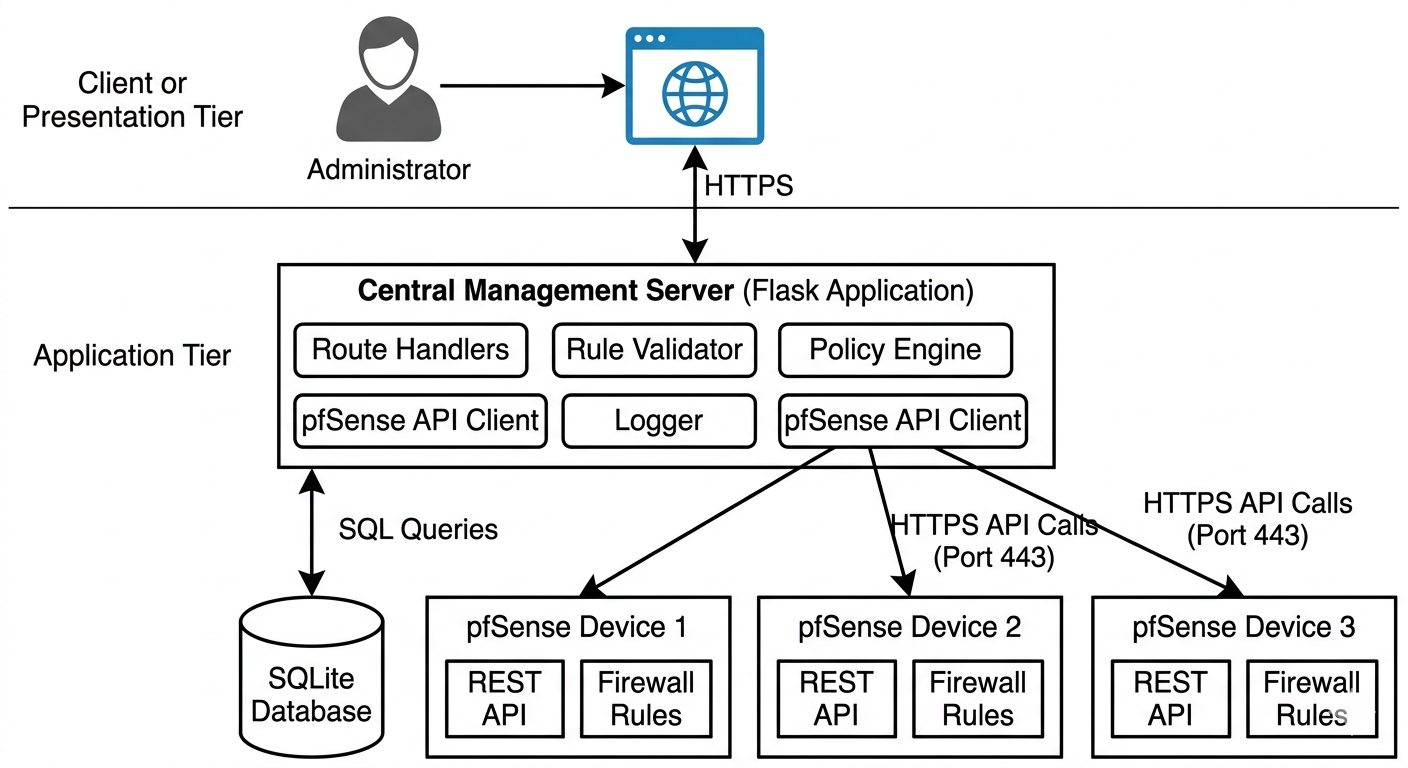 Client or
Presentation Tier
Administrator
HTTPS
Application Tier
Central Management Server (Flask Application)
Route Handlers
Rule Validator
Policy Engine
pfSense API Client
Logger
pfSense API Client
SQL Queries
HTTPS API Calls
(Port 443)
HTTPS API Calls
(Port 443)
SQLite
Database
pfSense Device 1
REST
API
Firewall
Rules
pfSense Device 2
REST
API
Firewall
Rules
pfSense Device 3
REST
API
Firewall
Rules